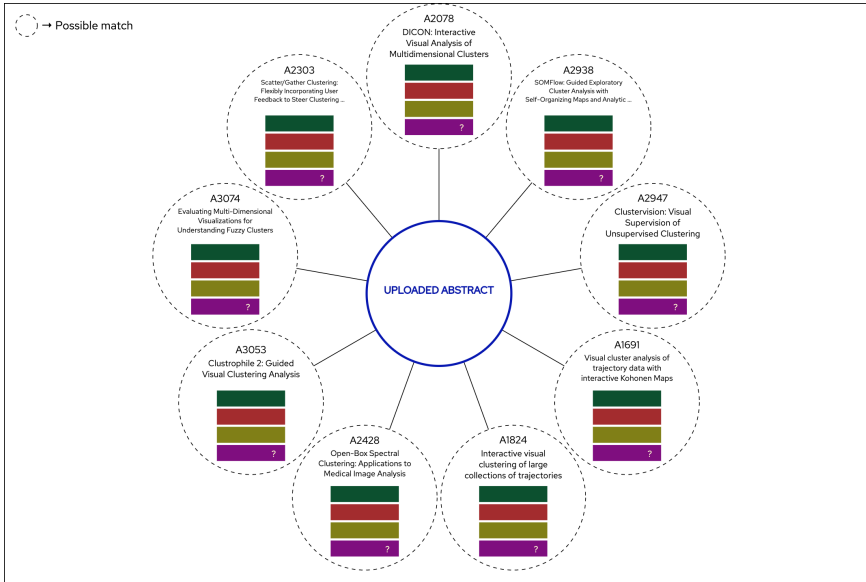 → Possible match
A2078
DICON: Interactive
Visual Analysis of
Multidimensional Clusters
?
A2303
Scatter/Gather Clustering:
Flexibly Incorporating User
Feedback to Steer Clustering ...
?
A2938
SOMFlow: Guided Exploratory
Cluster Analysis with
Self-Organizing Maps and Analytic ...
?
A3074
Evaluating Multi-Dimensional
Visualizations for
Understanding Fuzzy Clusters
?
A2947
Clustervision: Visual
Supervision of
Unsupervised Clustering
?
UPLOADED ABSTRACT
A3053
Clustrophile 2: Guided
Visual Clustering Analysis
?
A1691
Visual cluster analysis of
trajectory data with
interactive Kohonen Maps
?
A2428
Open-Box Spectral
Clustering: Applications to
Medical Image Analysis
?
A1824
Interactive visual
clustering of large
collections of trajectories
?